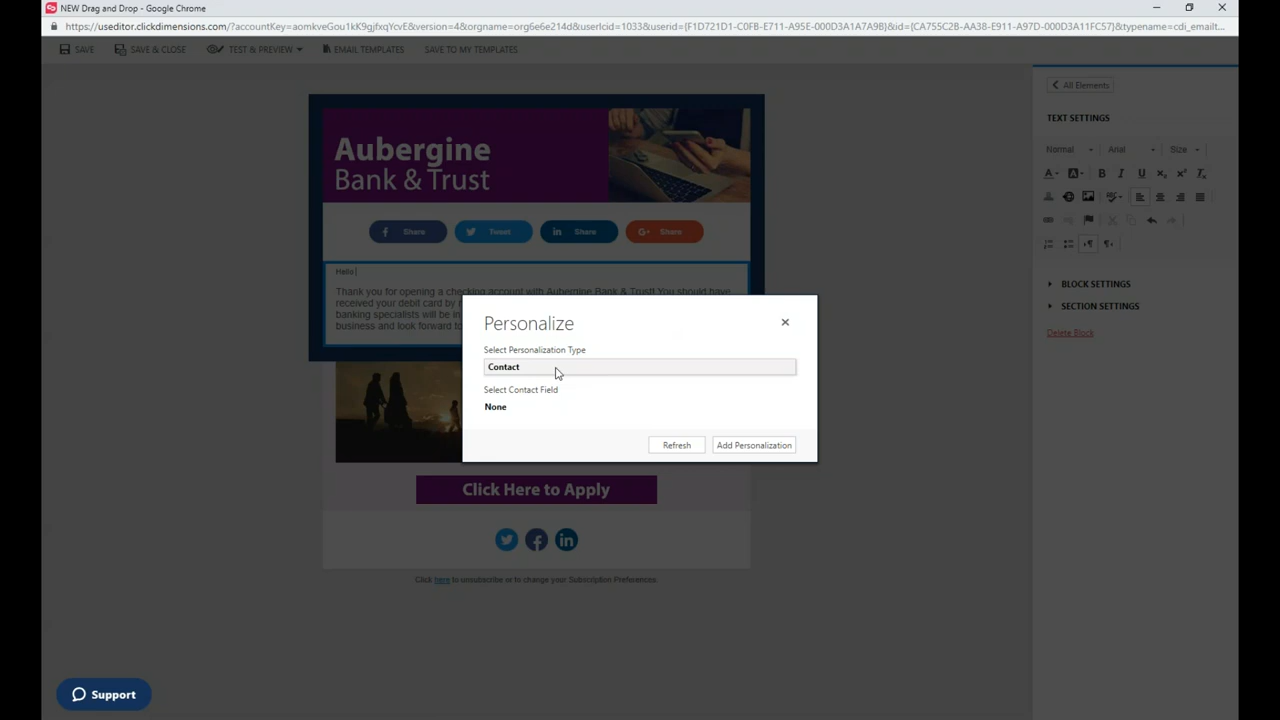 NEW Drag and Drop - Google Chrome
https://useditor.clickdimensions.com/?accountKey=aomkveGou1kK9gjfxqYcvE&version=4&orgname=org6e6e214d&userlcid=1033&userid={F1D721D1-C0FB-E711-A95E-000D3A1A7A9B}&id={CA755C2B-AA38-E911-A97D-000D3A11FC57}&typename=cdi_emailt...
SAVE SAVE & CLOSE TEST & PREVIEW EMAIL TEMPLATES SAVE TO MY TEMPLATES
All Elements
TEXT SETTINGS
Normal Arial Size
BLOCK SETTINGS
SECTION SETTINGS
Delete Block
Aubergine
Bank & Trust
Share Tweet Share Share
Hello
Thank you for opening a checking account with Aubergine Bank & Trust! You should have
received your debit card by
banking specialists will be in
business and look forward to
Personalize
Select Personalization Type
Contact
Select Contact Field
None
Refresh Add Personalization
Click Here to Apply
Click here to unsubscribe or to change your Subscription Preferences.
Support